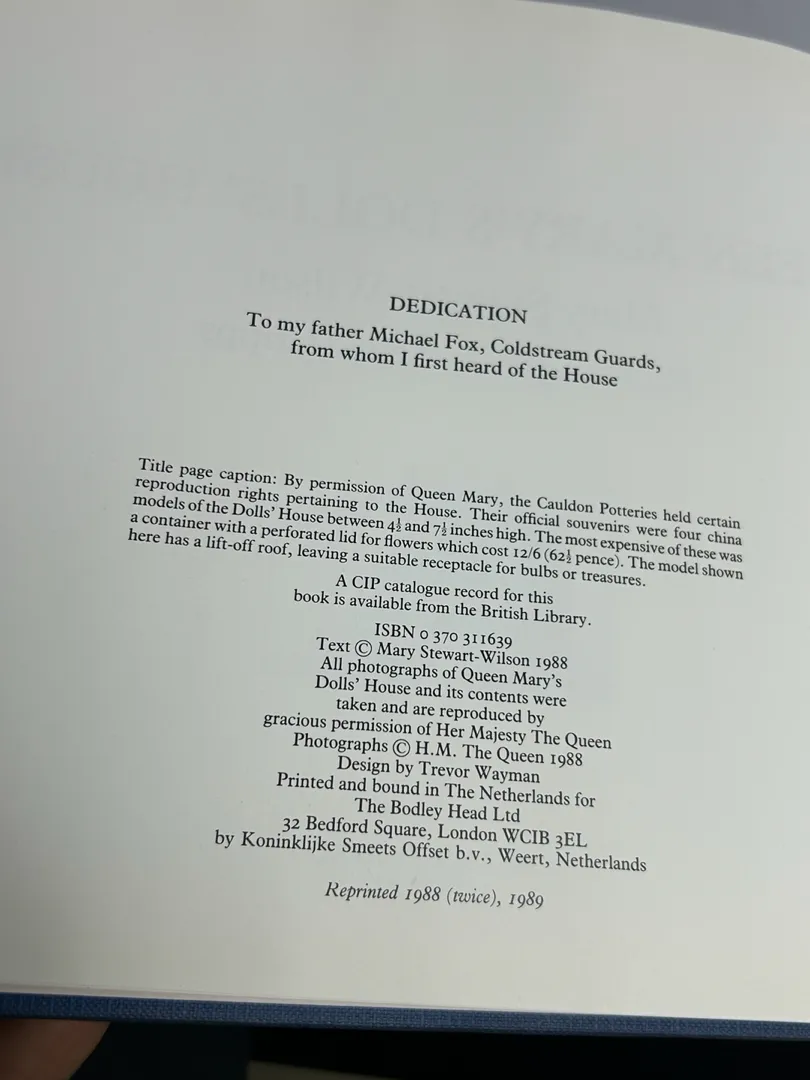 DEDICATION
To my father Michael Fox, Coldstream Guards,
from whom I first heard of the House
Title page caption: By permission of Queen Mary, the Cauldon Potteries held certain
reproduction rights pertaining to the House. Their official souvenirs were four china
models of the Dolls' House between 4½ and 7½ inches high. The most expensive of these was
a container with a perforated lid for flowers which cost 12/6 (62½ pence). The model shown
here has a lift-off roof, leaving a suitable receptacle for bulbs or treasures.
A CIP catalogue record for this
book is available from the British Library.
ISBN 0 370 311639
Text © Mary Stewart-Wilson 1988
All photographs of Queen Mary's
Dolls' House and its contents were
taken and are reproduced by
gracious permission of Her Majesty The Queen
Photographs © H.M. The Queen 1988
Design by Trevor Wayman
Printed and bound in The Netherlands for
The Bodley Head Ltd
32 Bedford Square, London WCIB 3EL
by Koninklijke Smeets Offset b.v., Weert, Netherlands
Reprinted 1988 (twice), 1989